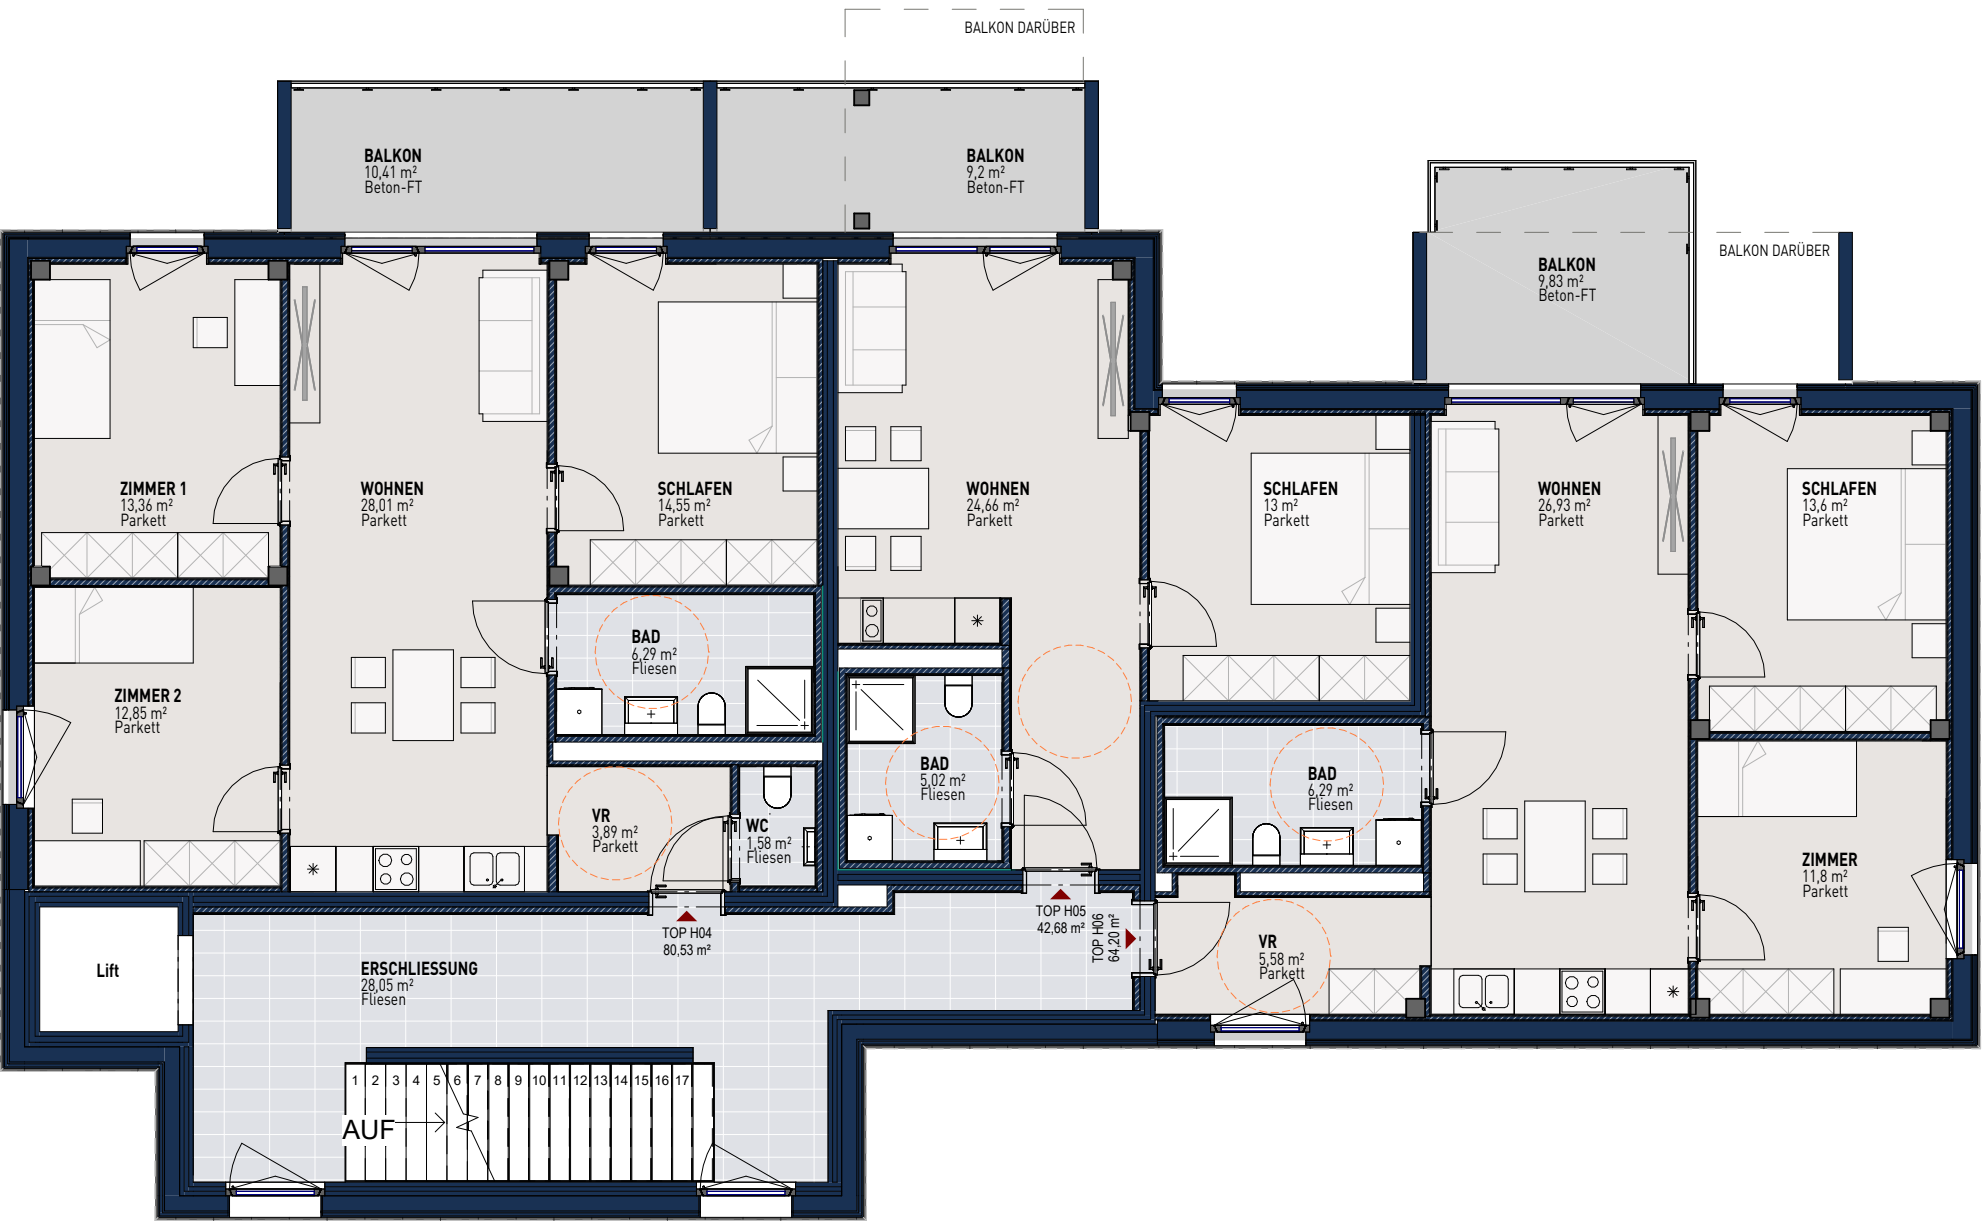 BALKON DARÜBER
BALKON
10,41 m²
Beton-FT
BALKON
9,2 m²
Beton-FT
BALKON DARÜBER
BALKON
9,83 m²
Beton-FT
ZIMMER 1
13,36 m²
Parkett
WOHNEN
28,01 m²
Parkett
SCHLAFEN
14,55 m²
Parkett
WOHNEN
24,66 m²
Parkett
SCHLAFEN
13 m²
Parkett
WOHNEN
26,93 m²
Parkett
SCHLAFEN
13,6 m²
Parkett
BAD
6,29 m²
Fliesen
ZIMMER 2
12,85 m²
Parkett
BAD
5,02 m²
Fliesen
BAD
6,29 m²
Fliesen
VR
3,89 m²
Parkett
WC
1,58 m²
Fliesen
ZIMMER
11,8 m²
Parkett
TOP H04
80,53 m²
TOP H05
42,68 m²
TOP H06
64,20 m²
VR
5,58 m²
Parkett
Lift
ERSCHLIESSUNG
28,05 m²
Fliesen
1 2 3 4 5 6 7 8 9 10 11 12 13 14 15 16 17
AUF